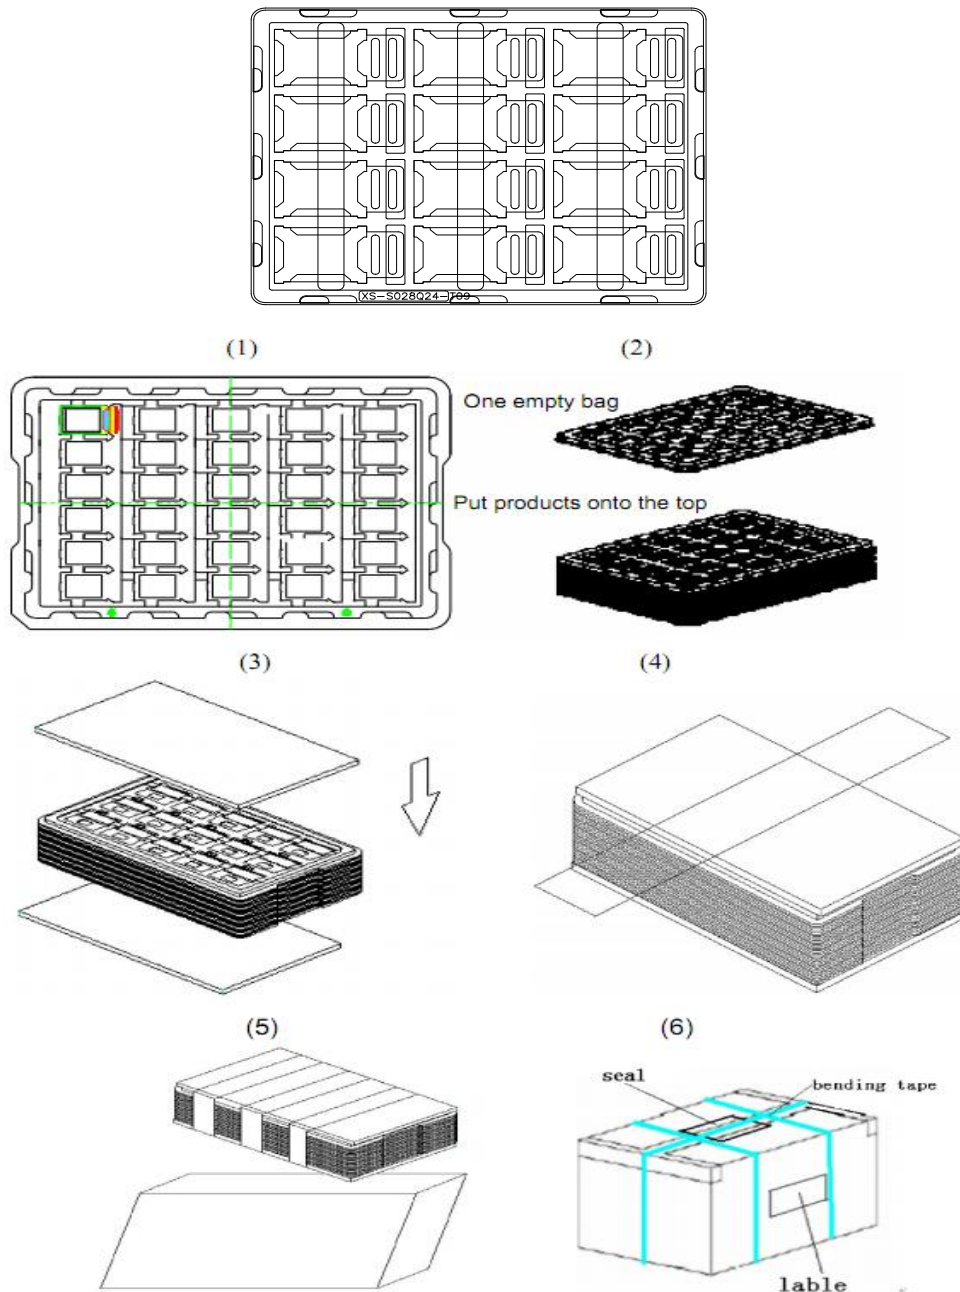 XS-S028Q24-T09
(1)
(2)
One empty bag
Put products onto the top
(3)
(4)
(5)
(6)
seal
bending tape
lable